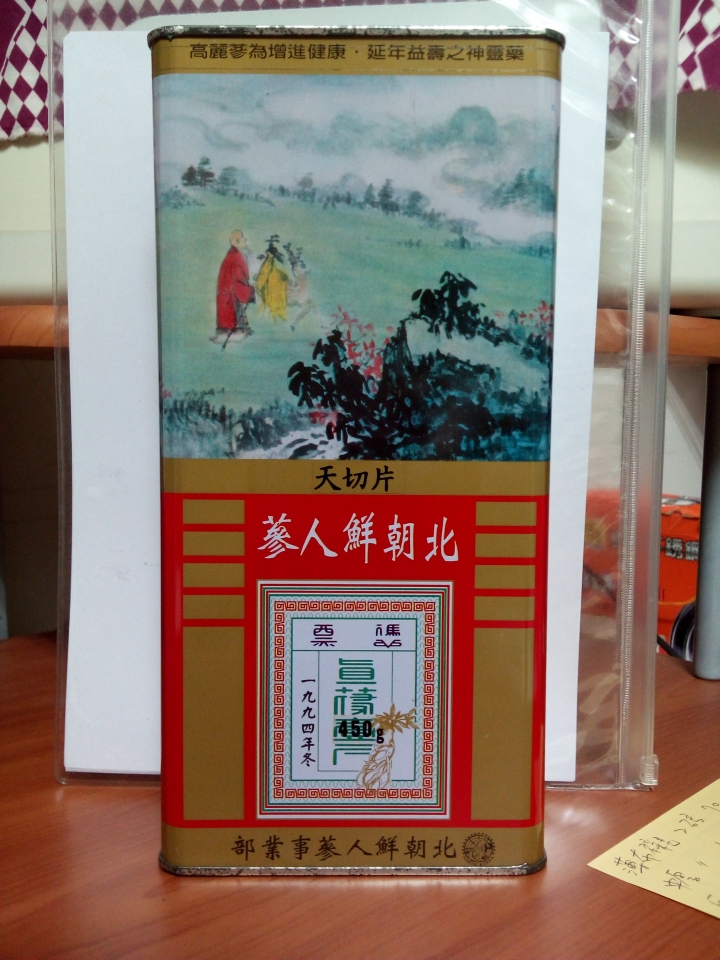 高麗蔘為增進健康・延年益壽之神靈藥
天切片
北朝鮮人蔘
票
一九九四年冬
450g
北朝鮮人蔘事業部